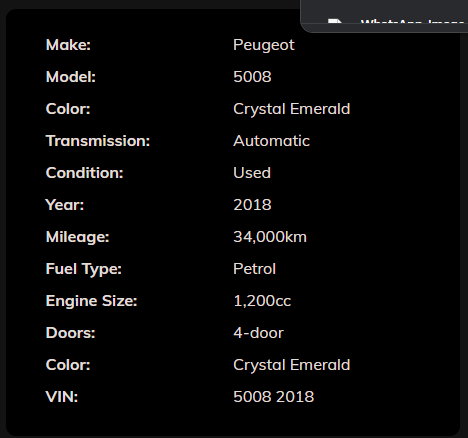 WhatsApp Image
Make: Peugeot
Model: 5008
Color: Crystal Emerald
Transmission: Automatic
Condition: Used
Year: 2018
Mileage: 34,000km
Fuel Type: Petrol
Engine Size: 1,200cc
Doors: 4-door
Color: Crystal Emerald
VIN: 5008 2018